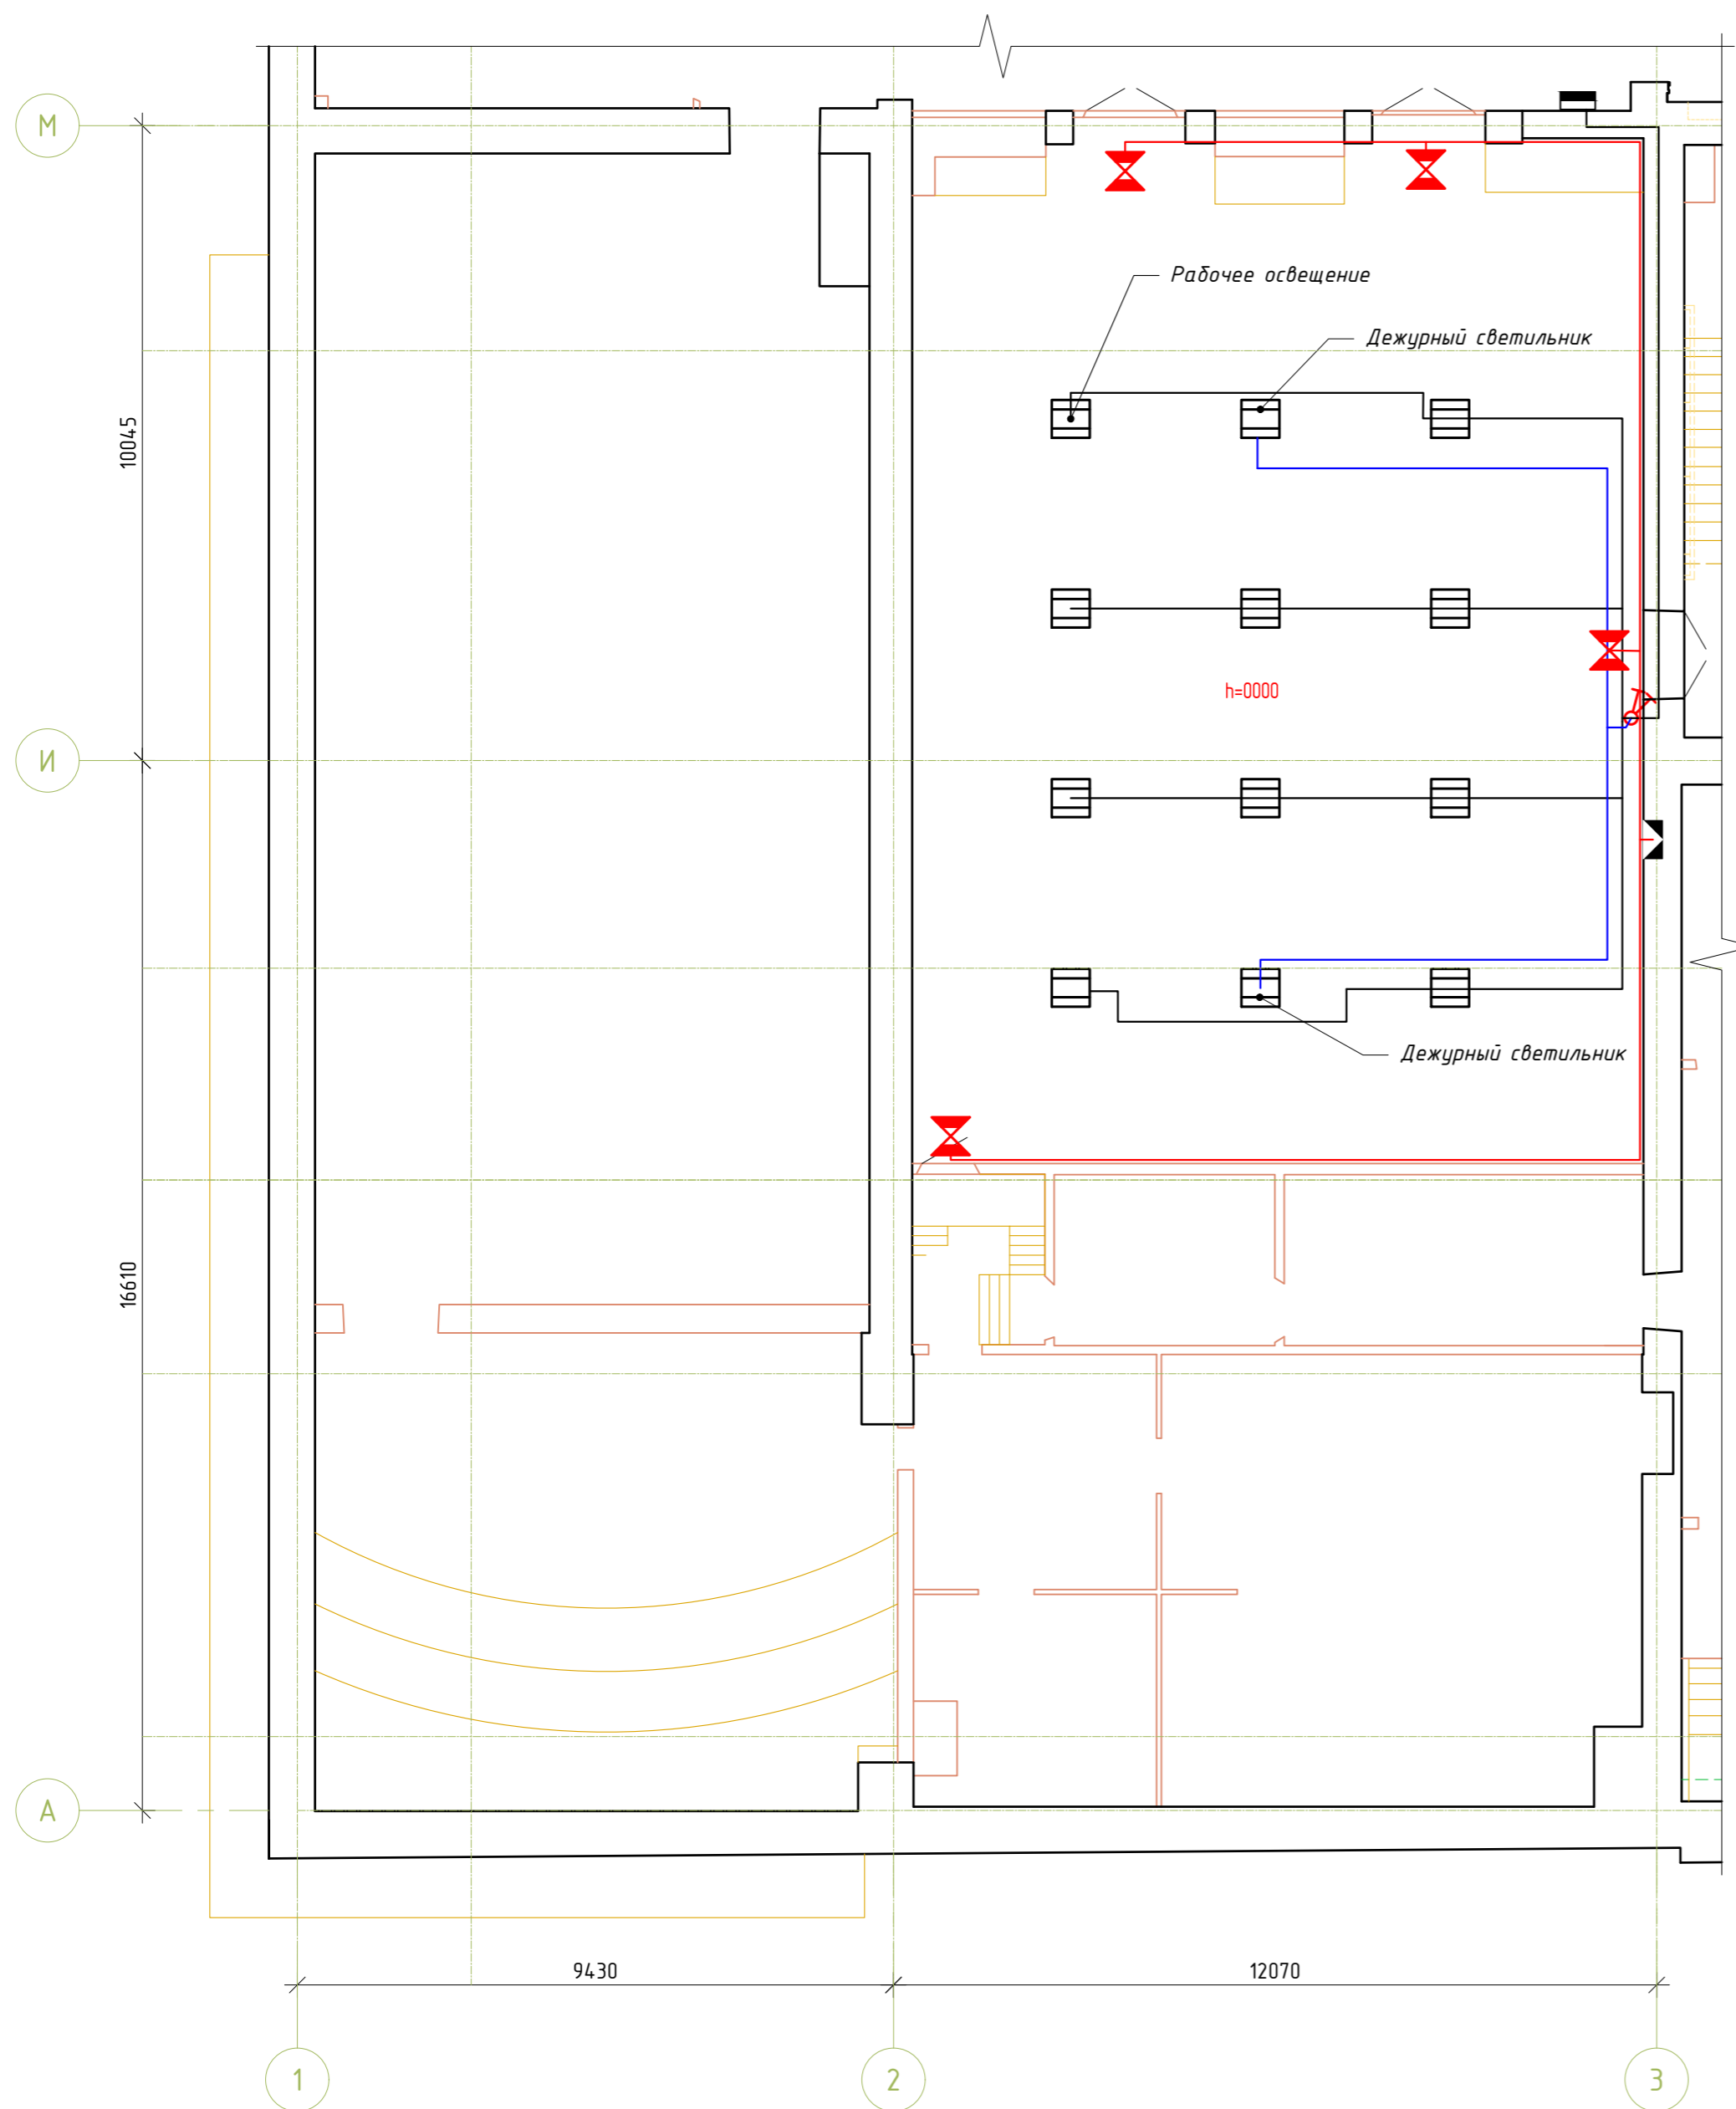 М
Рабочее освещение
Дежурный светильник
10045
h=0000
И
Дежурный светильник
16610
А
9430
12070
1
2
3